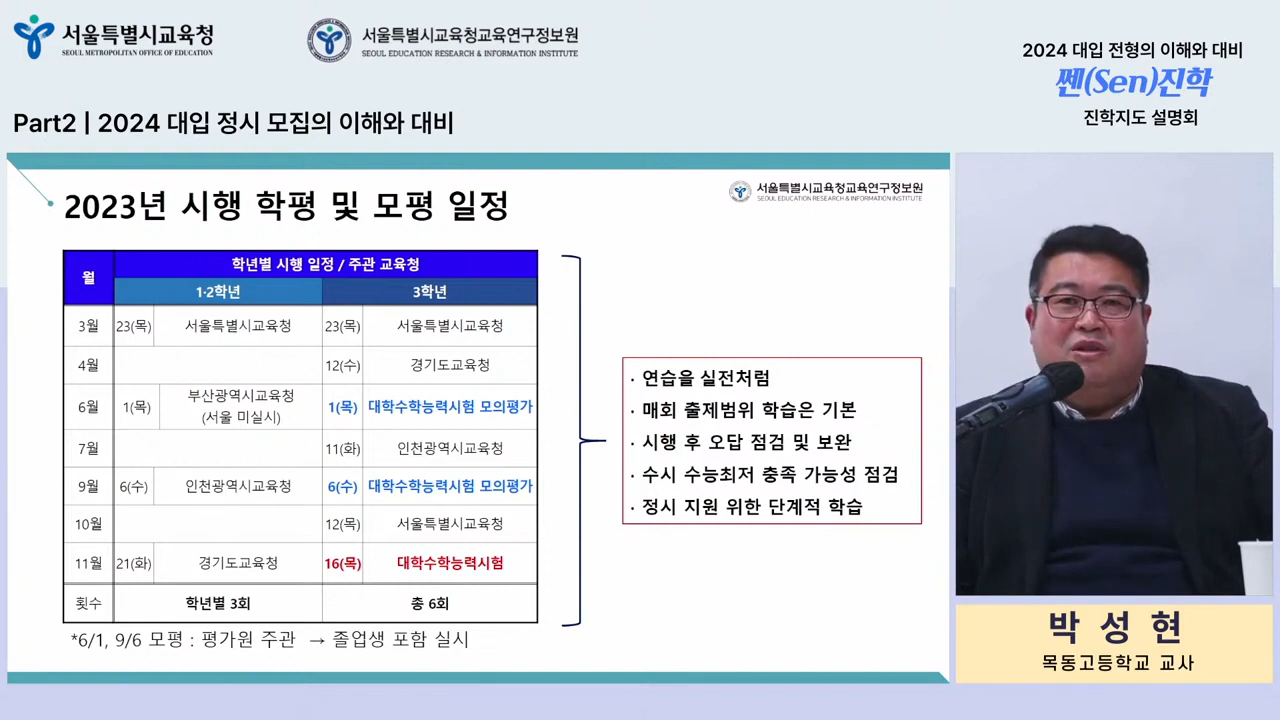 서울특별시교육청
SEOUL METROPOLITAN OFFICE OF EDUCATION
서울특별시교육청교육연구정보원
SEOUL EDUCATION RESEARCH & INFORMATION INSTITUTE
2024 대입 전형의 이해와 대비
쎈(Sen)진학
진학지도 설명회
Part2 | 2024 대입 정시 모집의 이해와 대비
2023년 시행 학평 및 모평 일정
서울특별시교육청교육연구정보원
SEOUL EDUCATION RESEARCH & INFORMATION INSTITUTE
월 학년별 시행 일정 / 주관 교육청
1·2학년 3학년
3월 23(목) 서울특별시교육청 23(목) 서울특별시교육청
4월 12(수) 경기도교육청
6월 1(목) 부산광역시교육청 (서울 미실시) 1(목) 대학수학능력시험 모의평가
7월 11(화) 인천광역시교육청
9월 6(수) 인천광역시교육청 6(수) 대학수학능력시험 모의평가
10월 12(목) 서울특별시교육청
11월 21(화) 경기도교육청 16(목) 대학수학능력시험
횟수 학년별 3회 총 6회
*6/1, 9/6 모평 : 평가원 주관 → 졸업생 포함 실시
· 연습을 실전처럼
· 매회 출제범위 학습은 기본
· 시행 후 오답 점검 및 보완
· 수시 수능최저 충족 가능성 점검
· 정시 지원 위한 단계적 학습
박 성 현
목동고등학교 교사